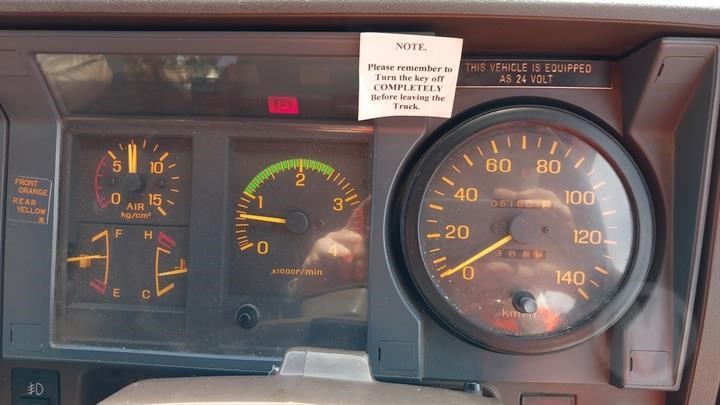 NOTE.
Please remember to
Turn the key off
COMPLETELY
Before leaving the
Truck.
THIS VEHICLE IS EQUIPPED
AS 24 VOLT
(P)
FRONT
ORANGE
REAR
YELLOW
0 5 10 15
AIR
kg/cm²
F H
E C
0 1 2 3 4
x1000r/min
0 20 40 60 80 100 120 140
km/h